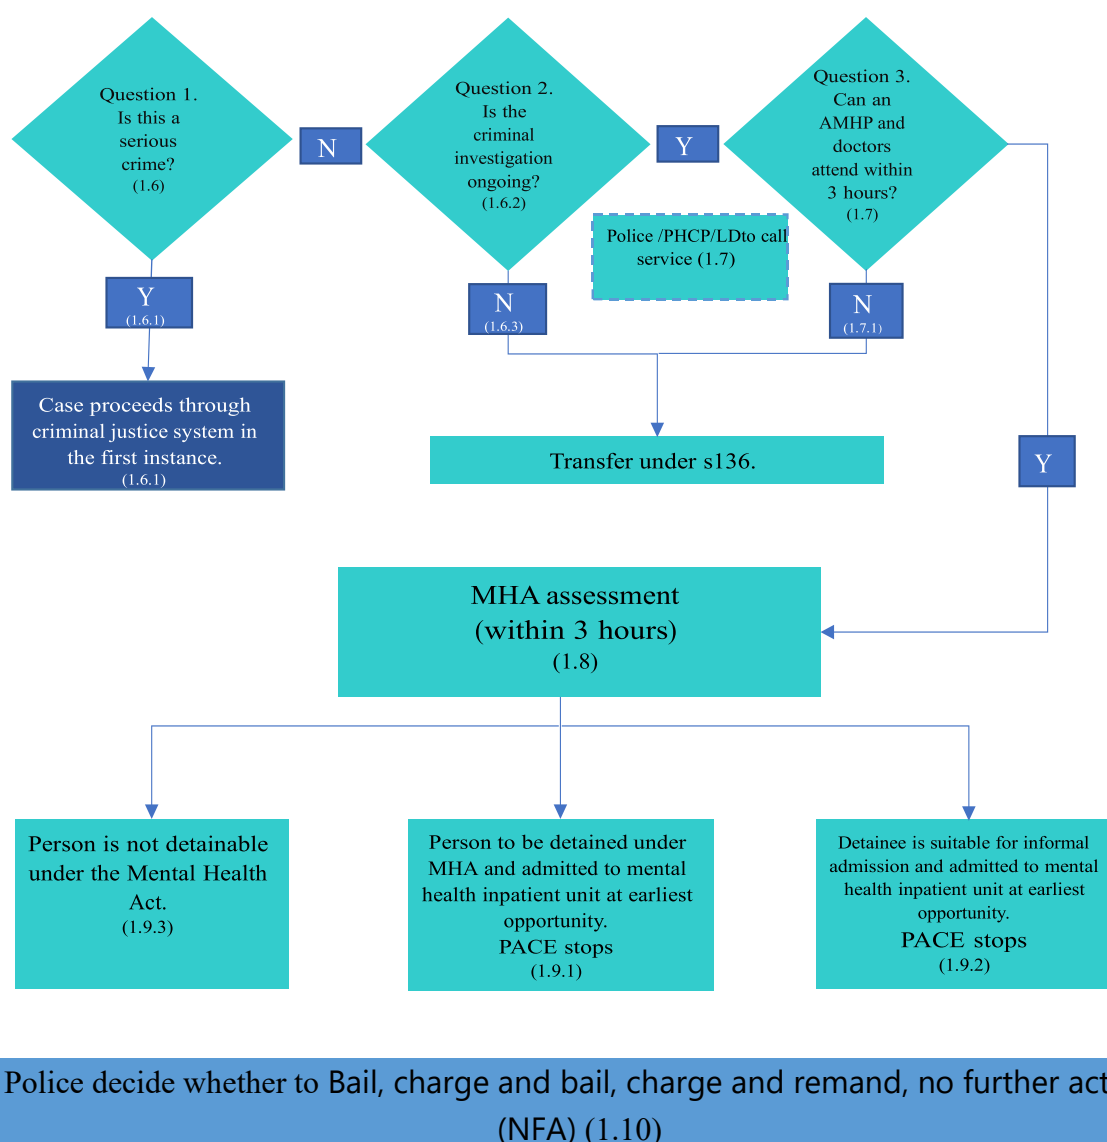 Question 1.
Is this a
serious
crime?
(1.6)
N
Question 2.
Is the
criminal
investigation
ongoing?
(1.6.2)
Y
Question 3.
Can an
AMHP and
doctors
attend within
3 hours?
(1.7)
Police /PHCP/LDto call
service (1.7)
Y
(1.6.1)
N
(1.6.3)
N
(1.7.1)
Case proceeds through
criminal justice system in
the first instance.
(1.6.1)
Transfer under s136.
Y
MHA assessment
(within 3 hours)
(1.8)
Person is not detainable
under the Mental Health
Act.
(1.9.3)
Person to be detained under
MHA and admitted to mental
health inpatient unit at earliest
opportunity.
PACE stops
(1.9.1)
Detainee is suitable for informal
admission and admitted to mental
health inpatient unit at earliest
opportunity.
PACE stops
(1.9.2)
Police decide whether to Bail, charge and bail, charge and remand, no further act
(NFA) (1.10)